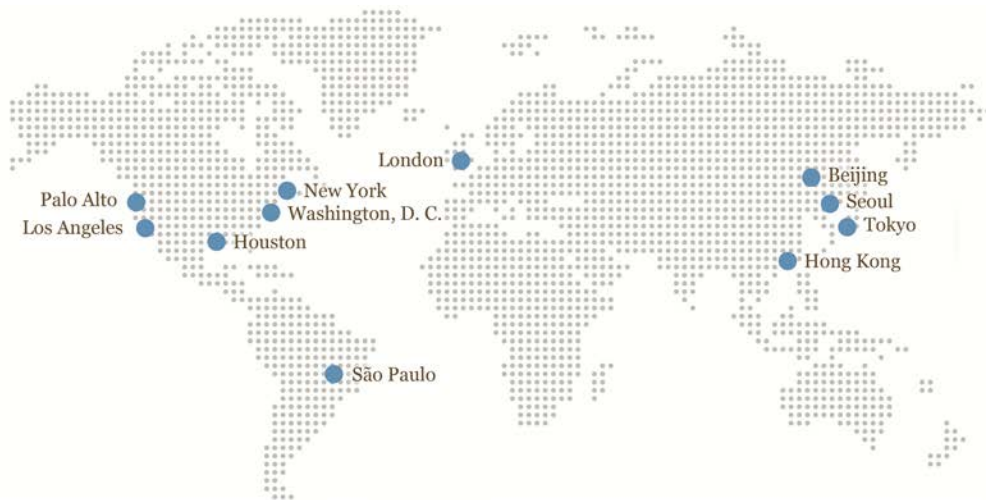 London
Beijing
New York
Palo Alto
Seoul
Washington, D. C.
Los Angeles
Tokyo
Houston
Hong Kong
São Paulo